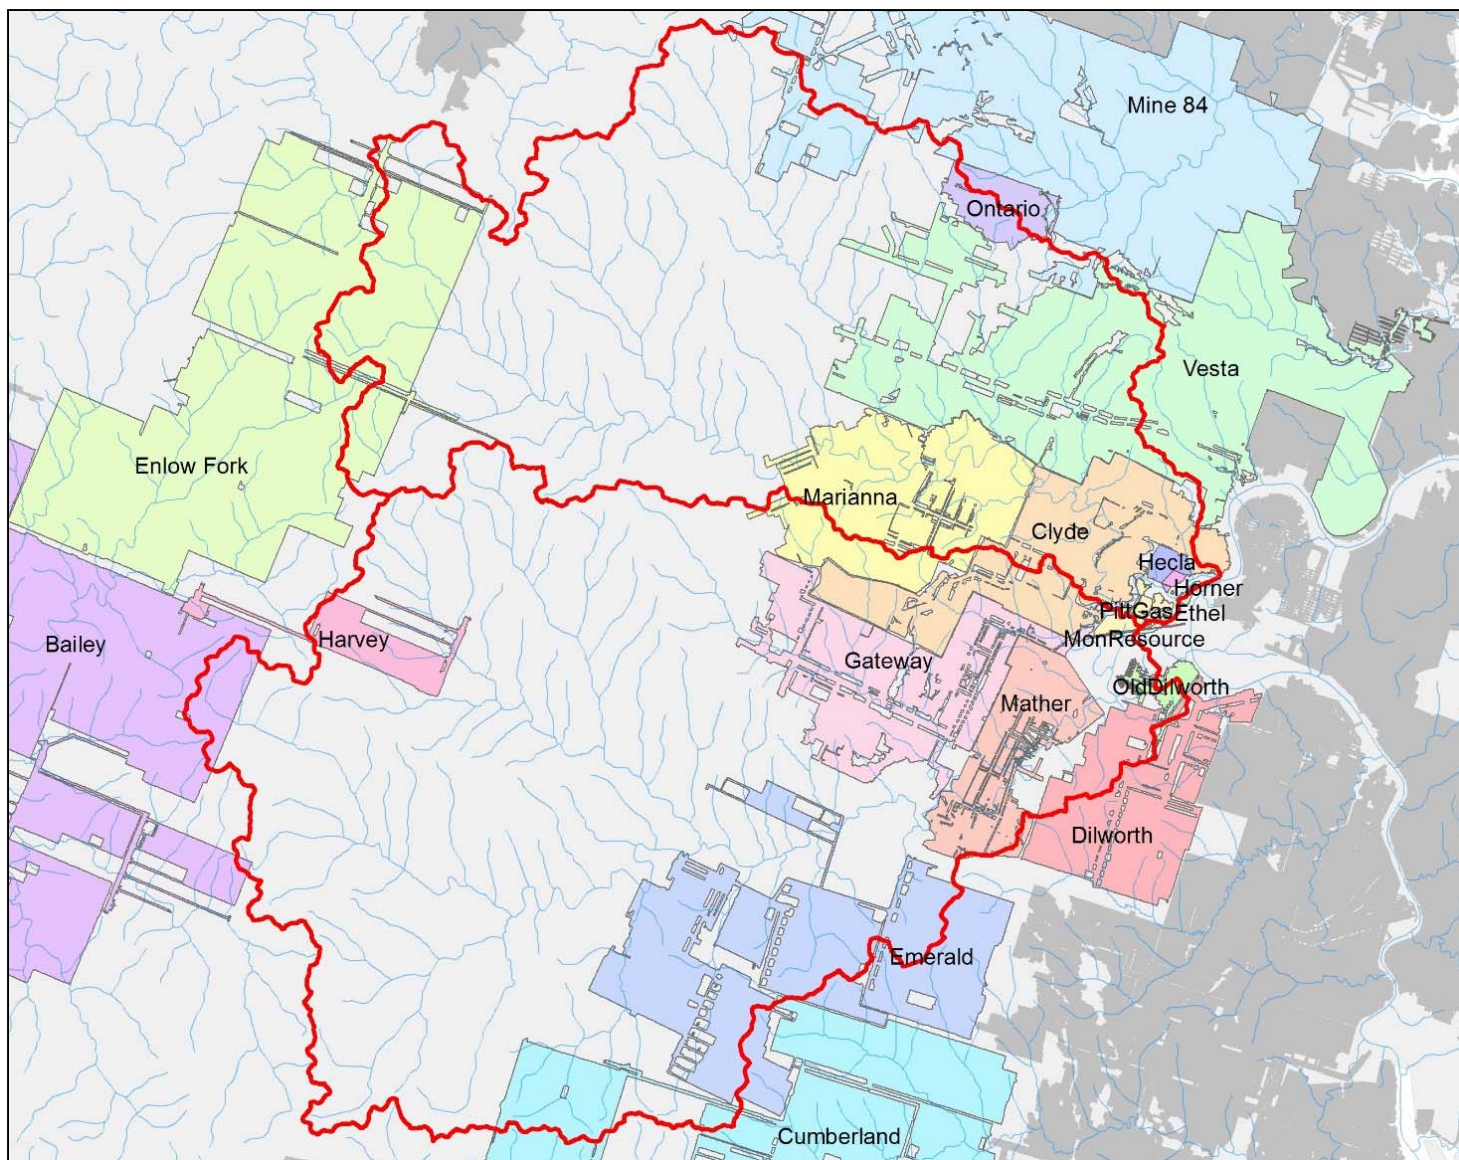 Mine 84
Ontario
Vesta
Enlow Fork
Marianna
Clyde
Hecla
Horner
PittGas
Ethel
MonResource
Bailey
Harvey
Gateway
OldDilworth
Mather
Dilworth
Emerald
Cumberland